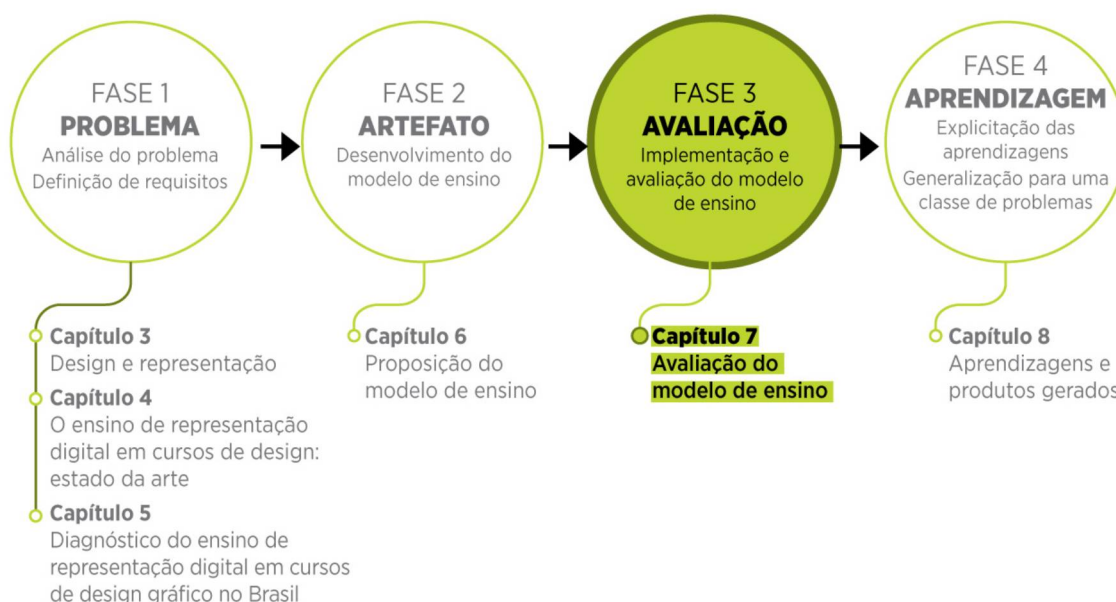 FASE 1
PROBLEMA
Análise do problema
Definição de requisitos
FASE 2
ARTEFATO
Desenvolvimento do
modelo de ensino
FASE 3
AVALIAÇÃO
Implementação e
avaliação do modelo
de ensino
FASE 4
APRENDIZAGEM
Explicitação das
aprendizagens
Generalização para uma
classe de problemas
Capítulo 3
Design e representação
Capítulo 4
O ensino de representação
digital em cursos de design:
estado da arte
Capítulo 5
Diagnóstico do ensino de
representação digital em cursos
de design gráfico no Brasil
Capítulo 6
Proposição do
modelo de ensino
Capítulo 7
Avaliação do
modelo de ensino
Capítulo 8
Aprendizagens e
produtos gerados